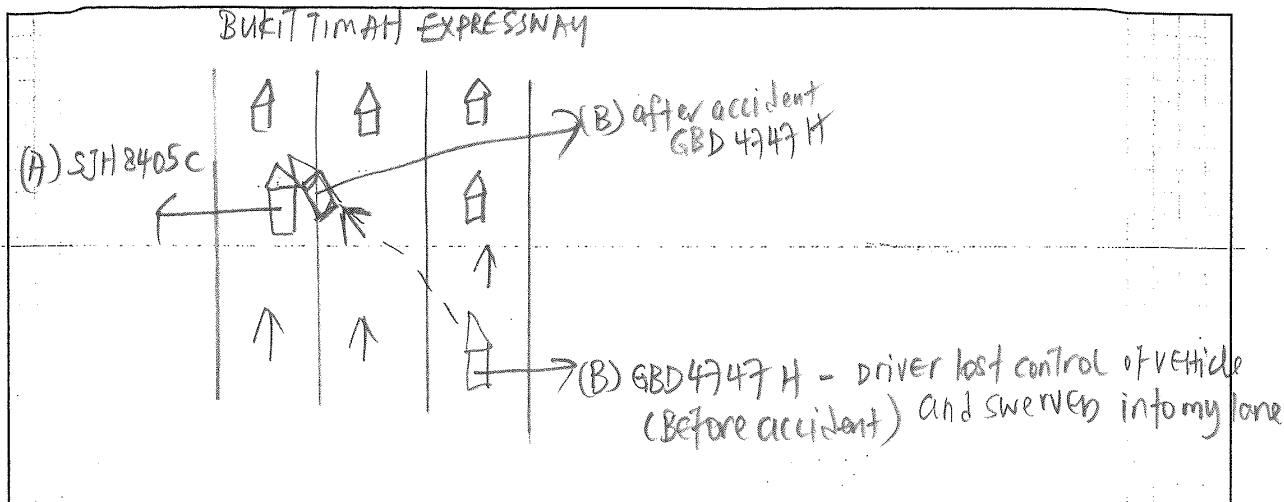 BUKIT TIMAH EXPRESSWAY
(B) after accident
GBD 4747 H
(A) SJH 8405 C
(B) GBD 4747 H - Driver lost control of vehicle
(Before accident) and swerved into my lane